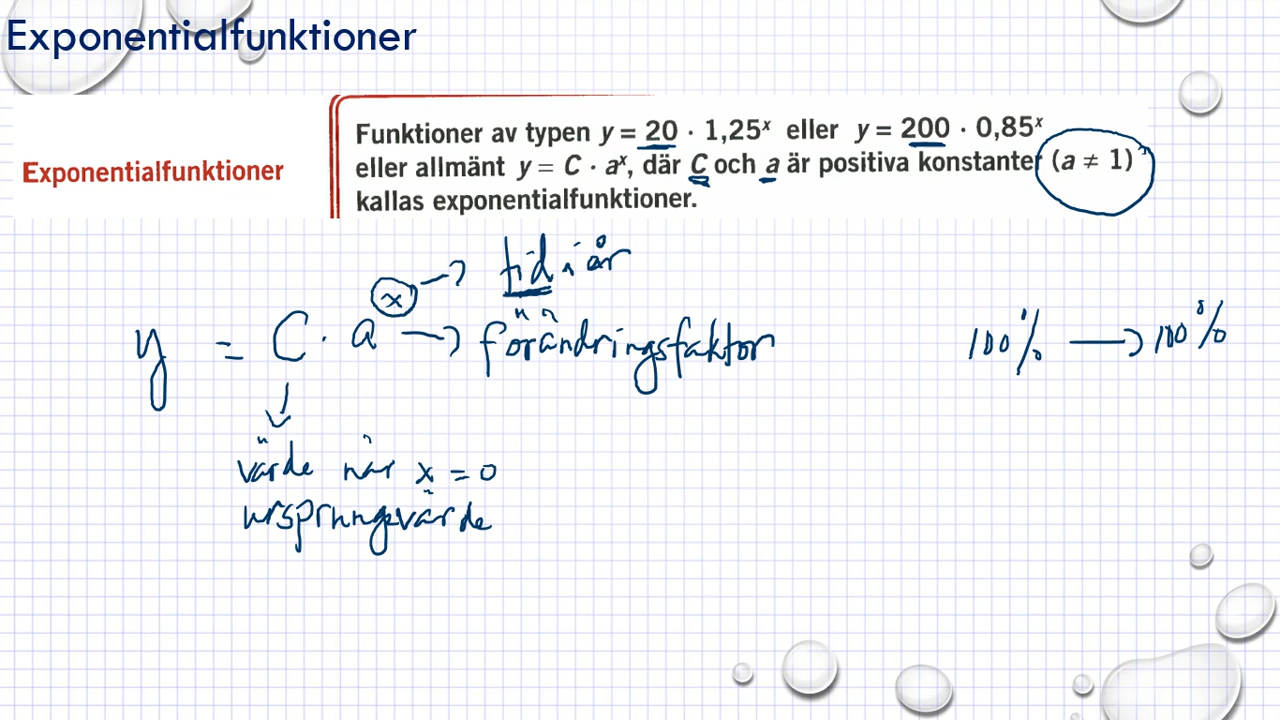 Exponentialfunktioner
Exponentialfunktioner
Funktioner av typen y = 20 · 1,25ˣ eller y = 200 · 0,85ˣ
eller allmänt y = C · aˣ, där C och a är positiva konstanter (a ≠ 1)
kallas exponentialfunktioner.
x → tid i år
y = C · a → förändringsfaktor
100% → 100%
värde när x = 0
ursprungsvärde